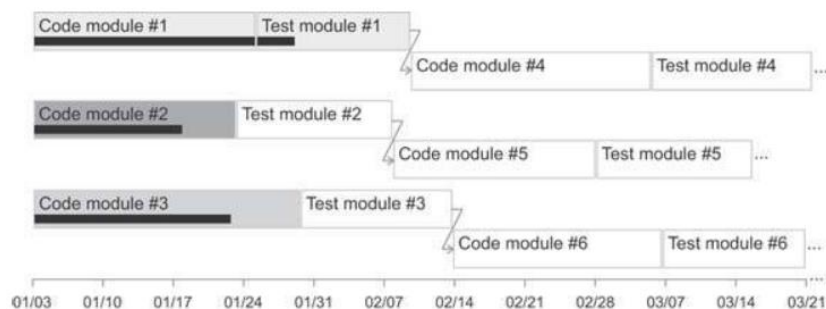 Code module #1 Test module #1
Code module #4 Test module #4 ...
Code module #2 Test module #2
Code module #5 Test module #5 ...
Code module #3 Test module #3
Code module #6 Test module #6 ...
...
01/03 01/10 01/17 01/24 01/31 02/07 02/14 02/21 02/28 03/07 03/14 03/21